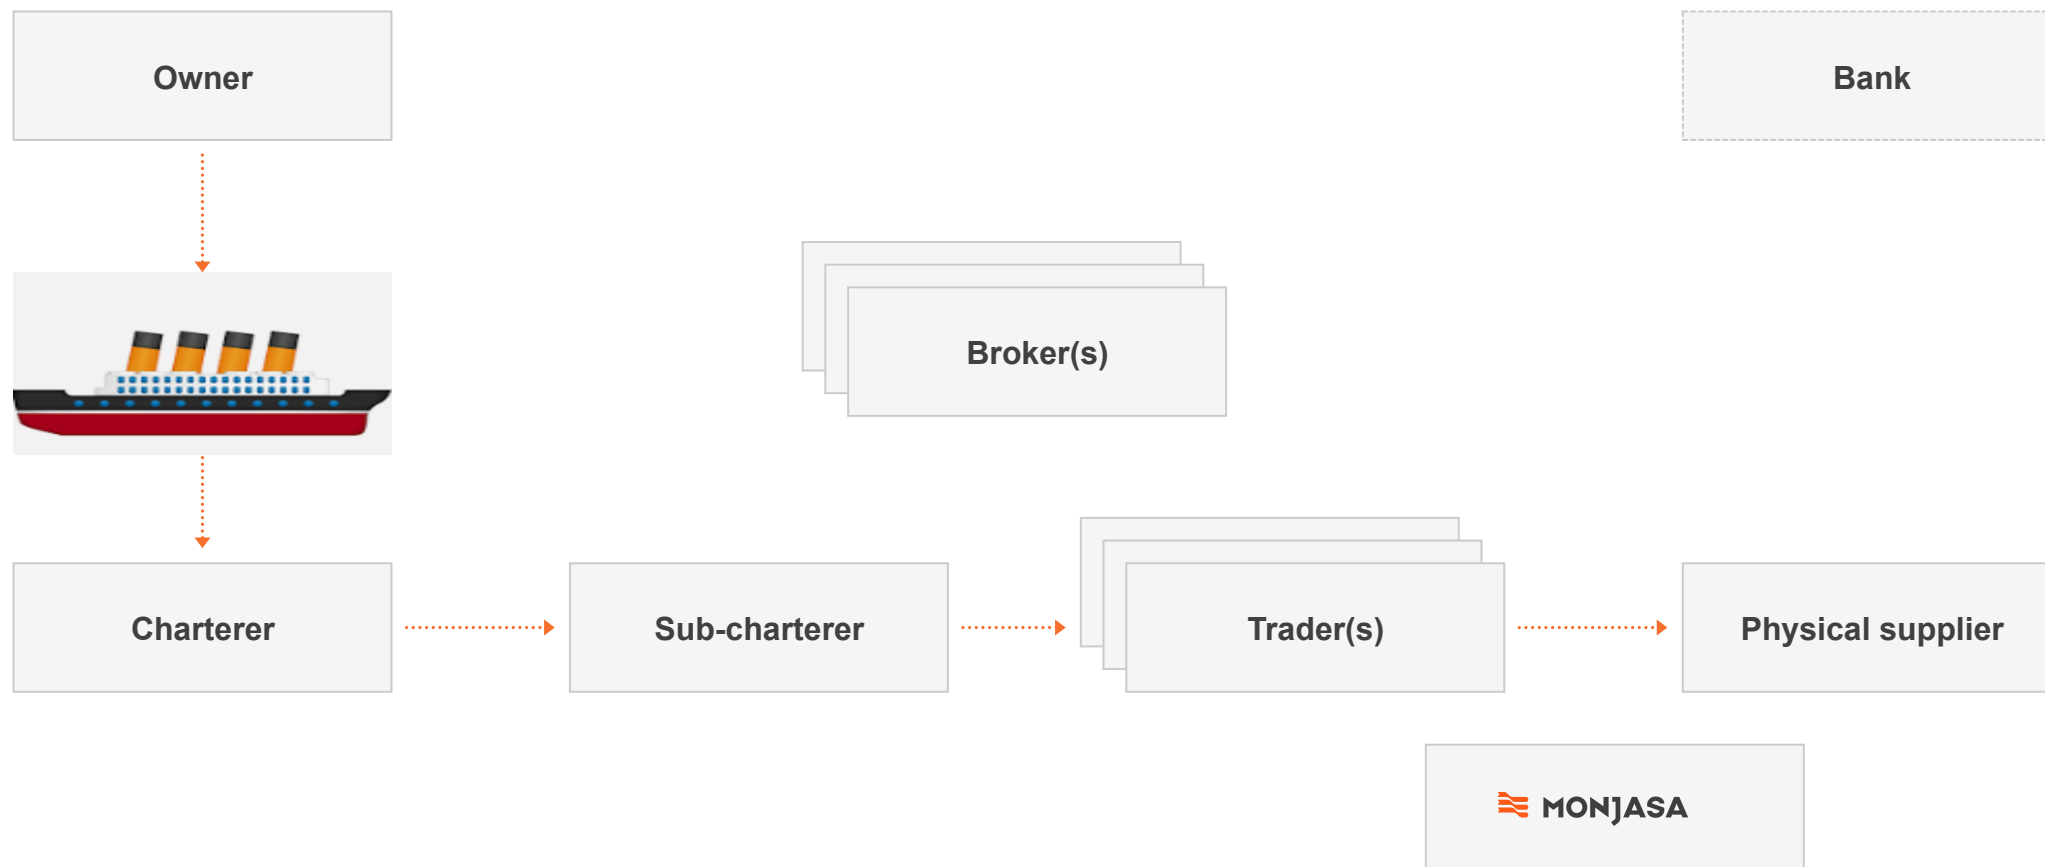 Owner
Bank
Broker(s)
Charterer
Sub-charterer
Trader(s)
Physical supplier
MONJASA